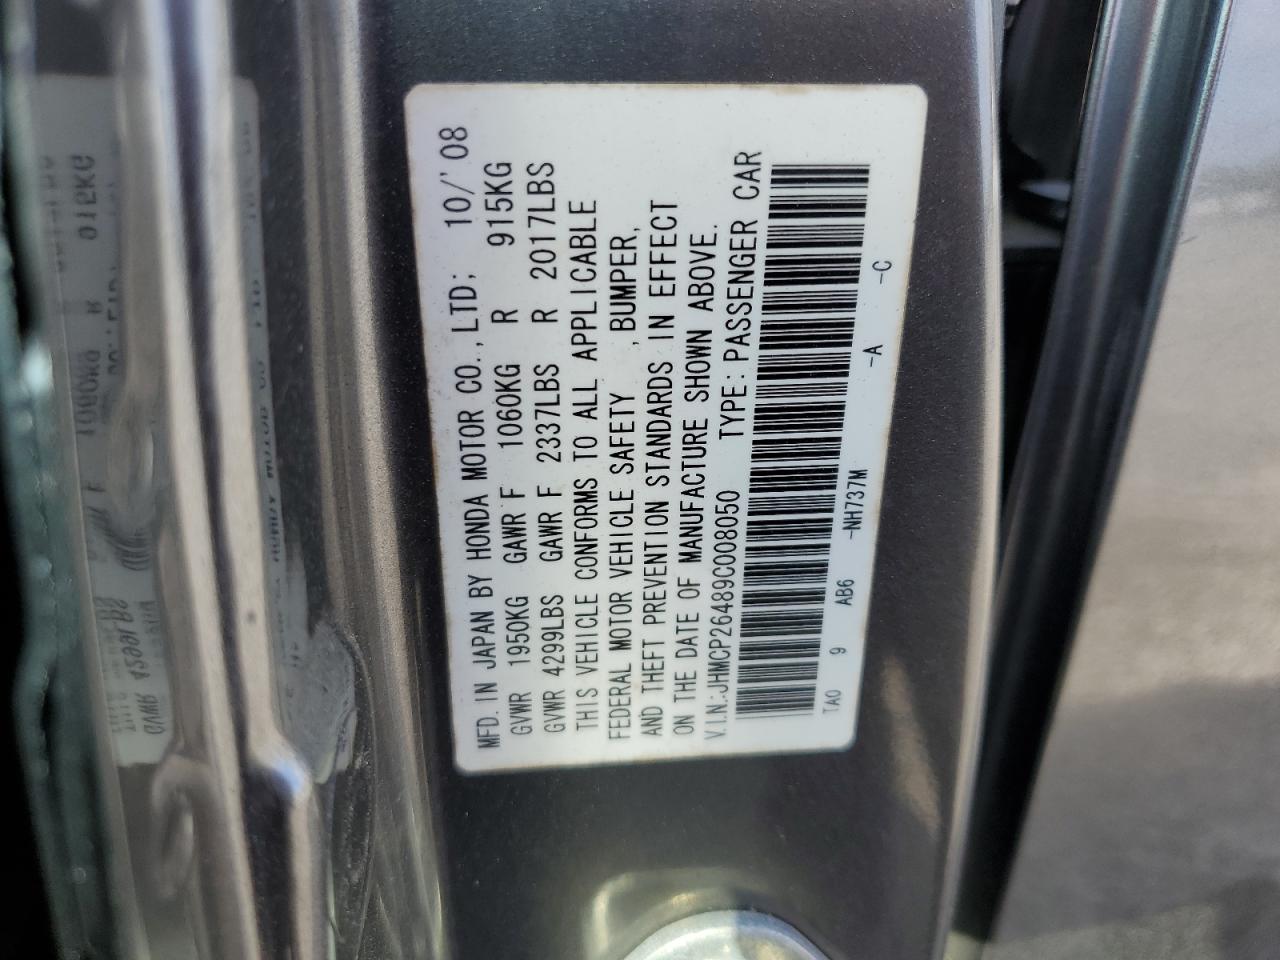 MFD. IN JAPAN BY HONDA MOTOR CO., LTD; 10/'08
GVWR 1950KG GAWR F 1060KG R 915KG
GVWR 4299LBS GAWR F 2337LBS R 2017LBS
THIS VEHICLE CONFORMS TO ALL APPLICABLE
FEDERAL MOTOR VEHICLE SAFETY , BUMPER,
AND THEFT PREVENTION STANDARDS IN EFFECT
ON THE DATE OF MANUFACTURE SHOWN ABOVE.
V.I.N.:JHMCP26489C008050 TYPE:PASSENGER CAR
TA0 9 AB6 -NH737M -A -C